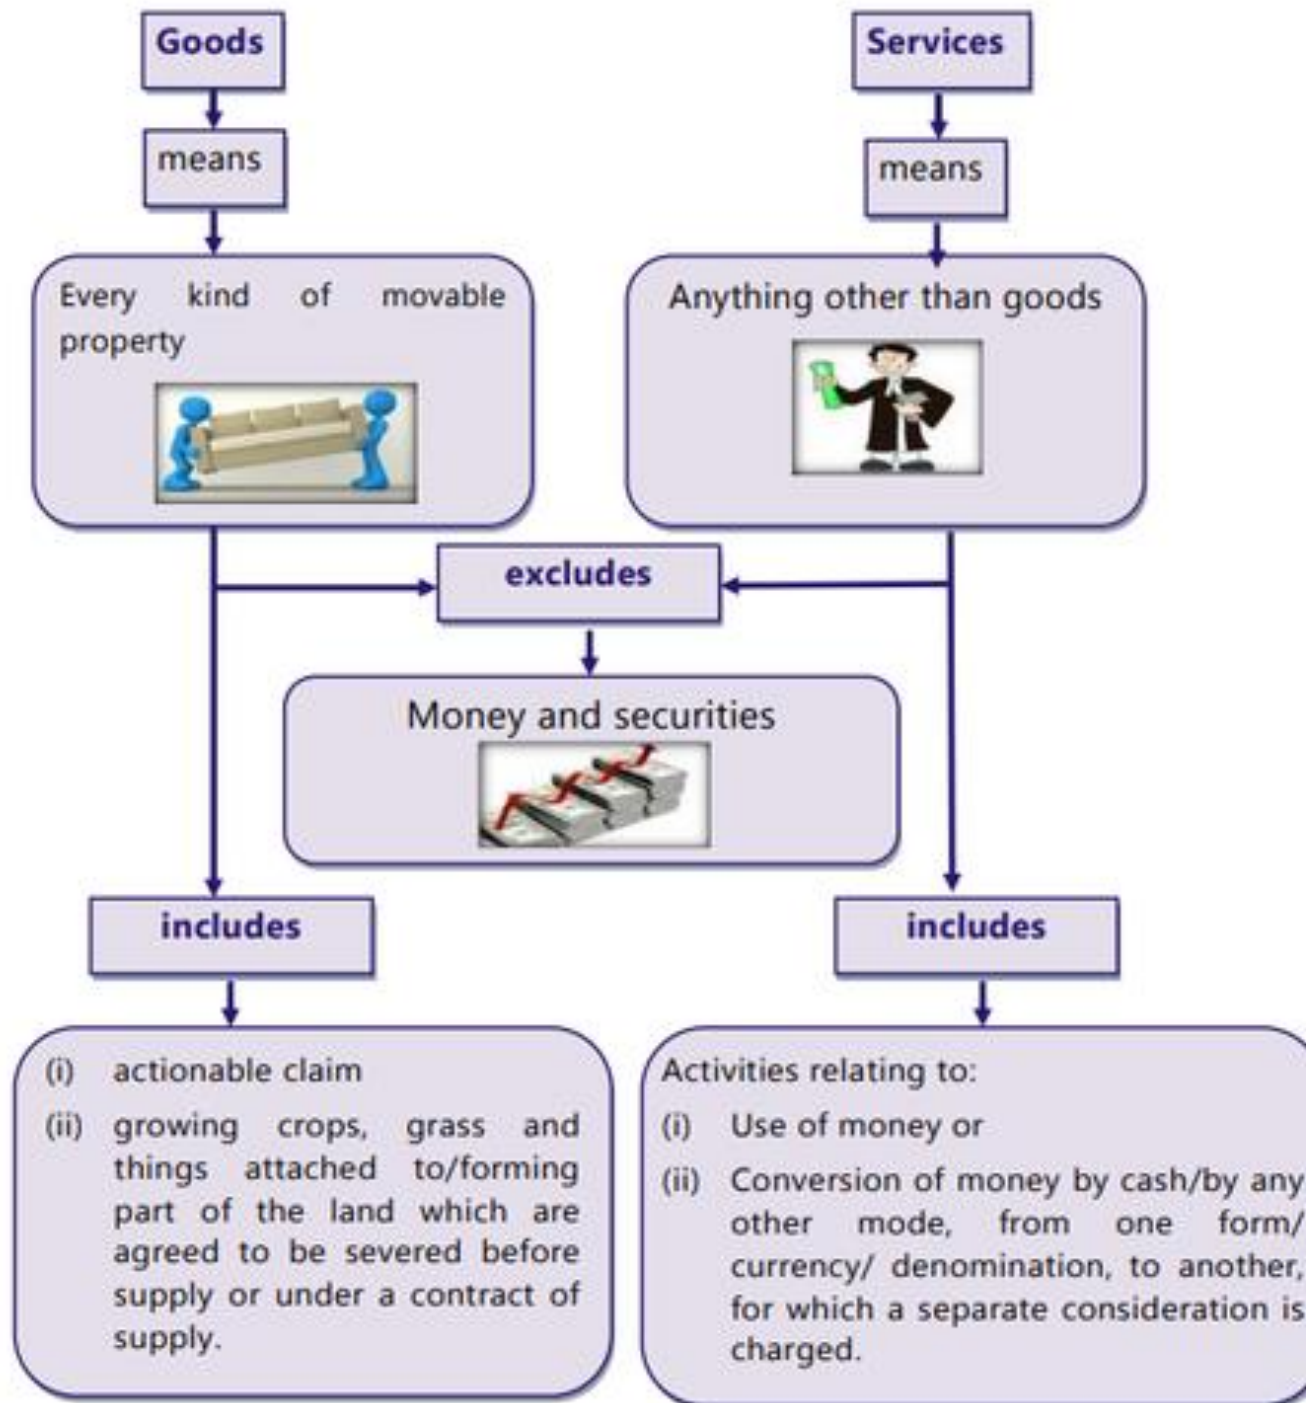 Goods
means
Every kind of movable
property
Services
means
Anything other than goods
excludes
Money and securities
includes
(i) actionable claim
(ii) growing crops, grass and
things attached to/forming
part of the land which are
agreed to be severed before
supply or under a contract of
supply.
includes
Activities relating to:
(i) Use of money or
(ii) Conversion of money by cash/by any
other mode, from one form/
currency/ denomination, to another,
for which a separate consideration is
charged.